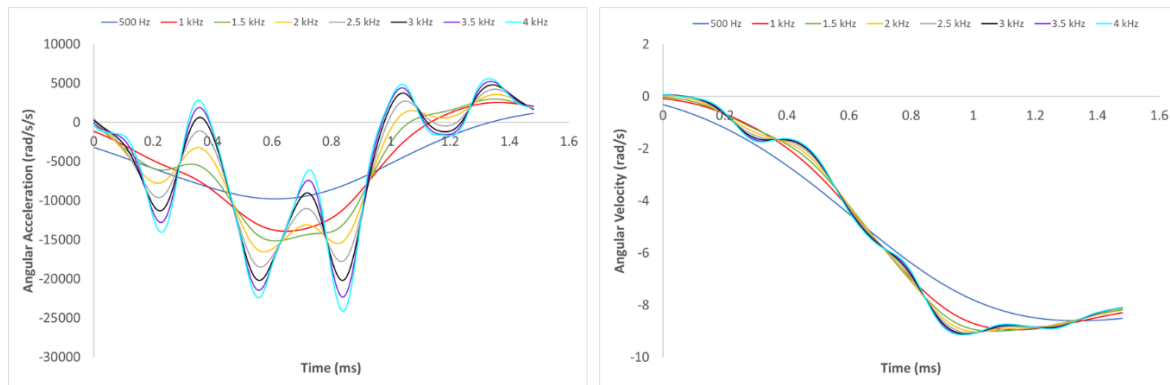 500 Hz 1 kHz 1.5 kHz 2 kHz 2.5 kHz 3 kHz 3.5 kHz 4 kHz
10000
5000
0
-5000
-10000
-15000
-20000
-25000
-30000
0 0.2 0.4 0.6 0.8 1.0 1.2 1.4 1.6
Angular Acceleration (rad/s/s)
Time (ms)
500 Hz 1 kHz 1.5 kHz 2 kHz 2.5 kHz 3 kHz 3.5 kHz 4 kHz
2
0
-2
-4
-6
-8
-10
0 0.2 0.4 0.6 0.8 1 1.2 1.4 1.6
Angular Velocity (rad/s)
Time (ms)